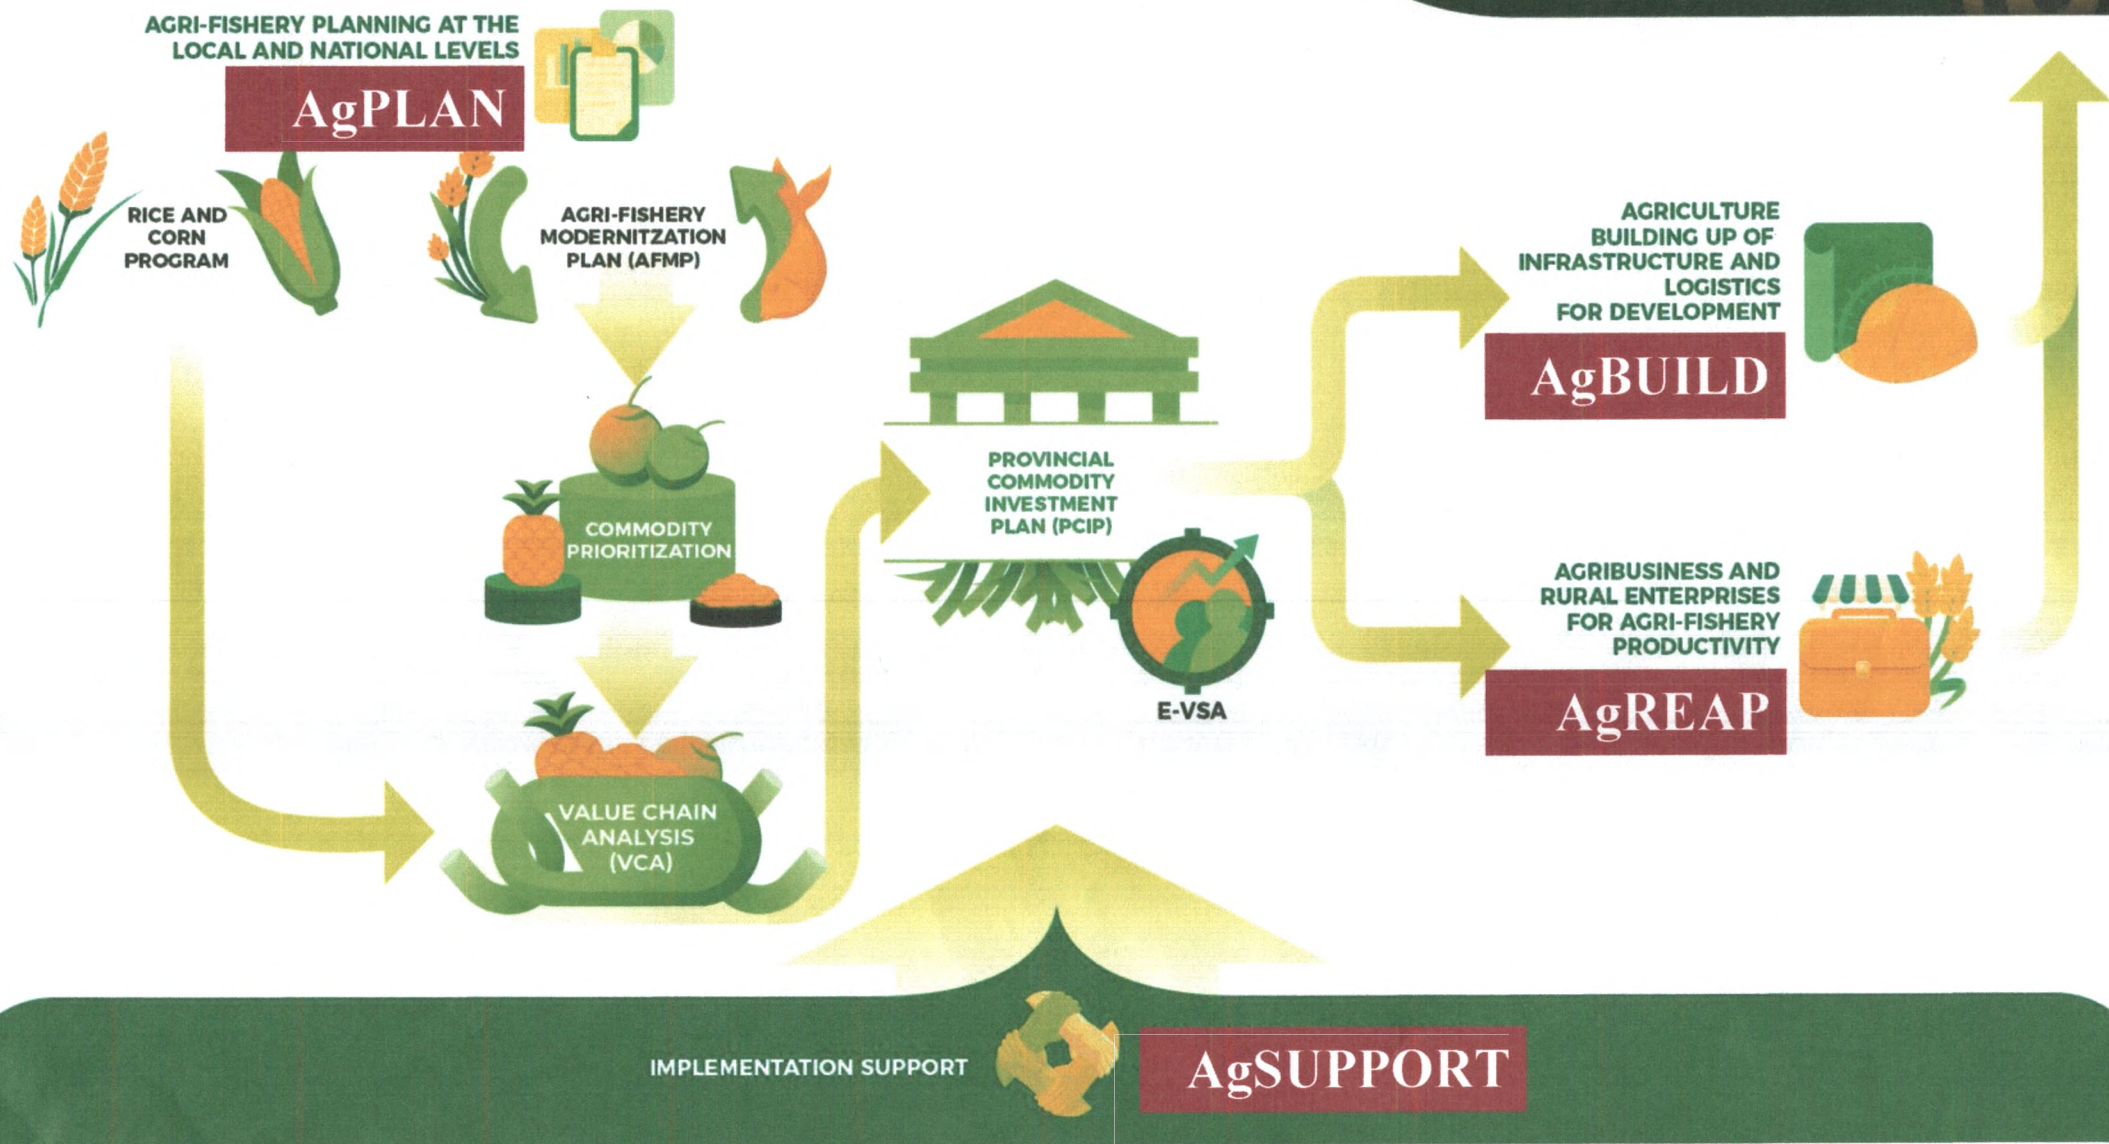 AGRI-FISHERY PLANNING AT THE
LOCAL AND NATIONAL LEVELS
AgPLAN
RICE AND
CORN
PROGRAM
AGRI-FISHERY
MODERNITZATION
PLAN (AFMP)
COMMODITY
PRIORITIZATION
VALUE CHAIN
ANALYSIS
(VCA)
PROVINCIAL
COMMODITY
INVESTMENT
PLAN (PCIP)
E-VSA
AGRICULTURE
BUILDING UP OF
INFRASTRUCTURE AND
LOGISTICS
FOR DEVELOPMENT
AgBUILD
AGRIBUSINESS AND
RURAL ENTERPRISES
FOR AGRI-FISHERY
PRODUCTIVITY
AgREAP
IMPLEMENTATION SUPPORT
AgSUPPORT